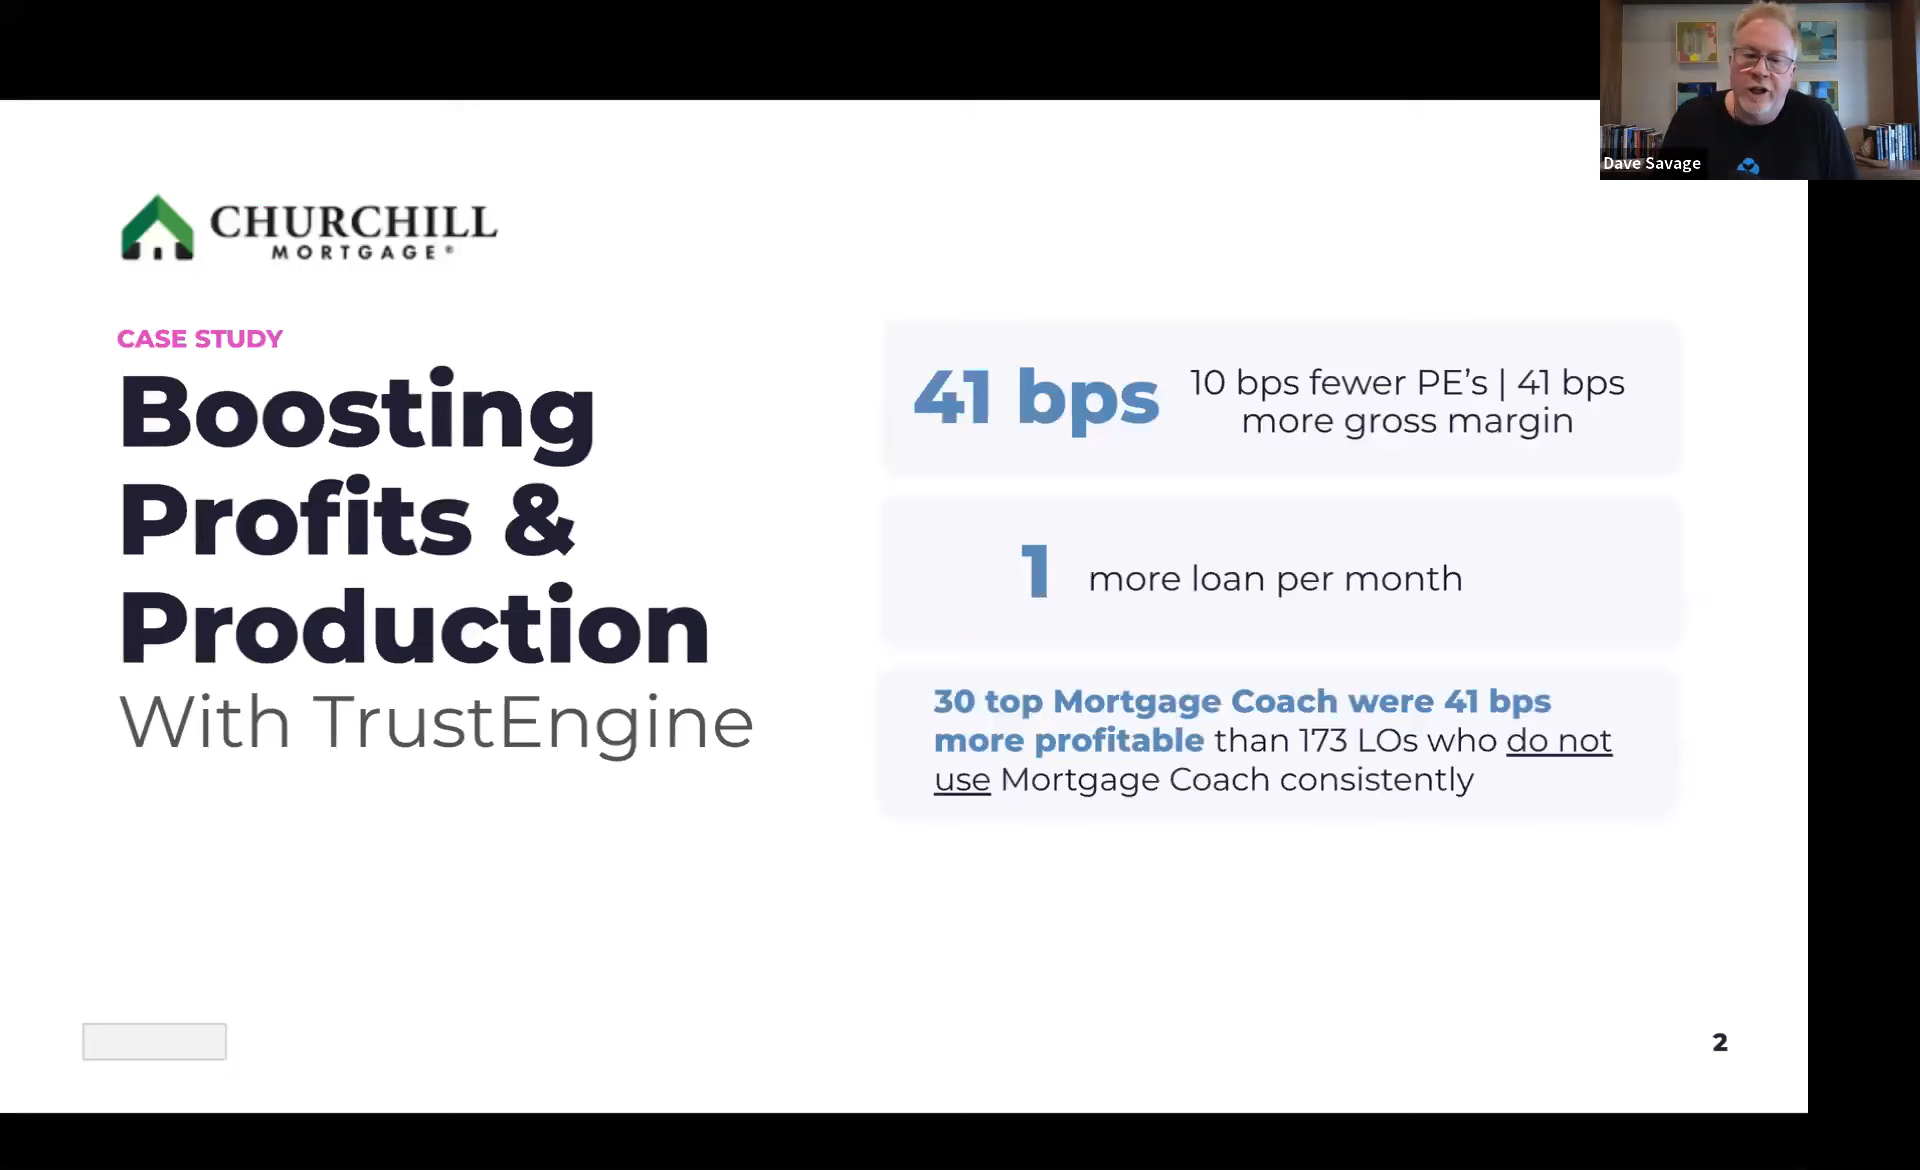 Dave Savage
CHURCHILL
MORTGAGE®
CASE STUDY
Boosting
Profits &
Production
With TrustEngine
41 bps
10 bps fewer PE’s | 41 bps
more gross margin
1
more loan per month
30 top Mortgage Coach were 41 bps
more profitable than 173 LOs who do not
use Mortgage Coach consistently
2